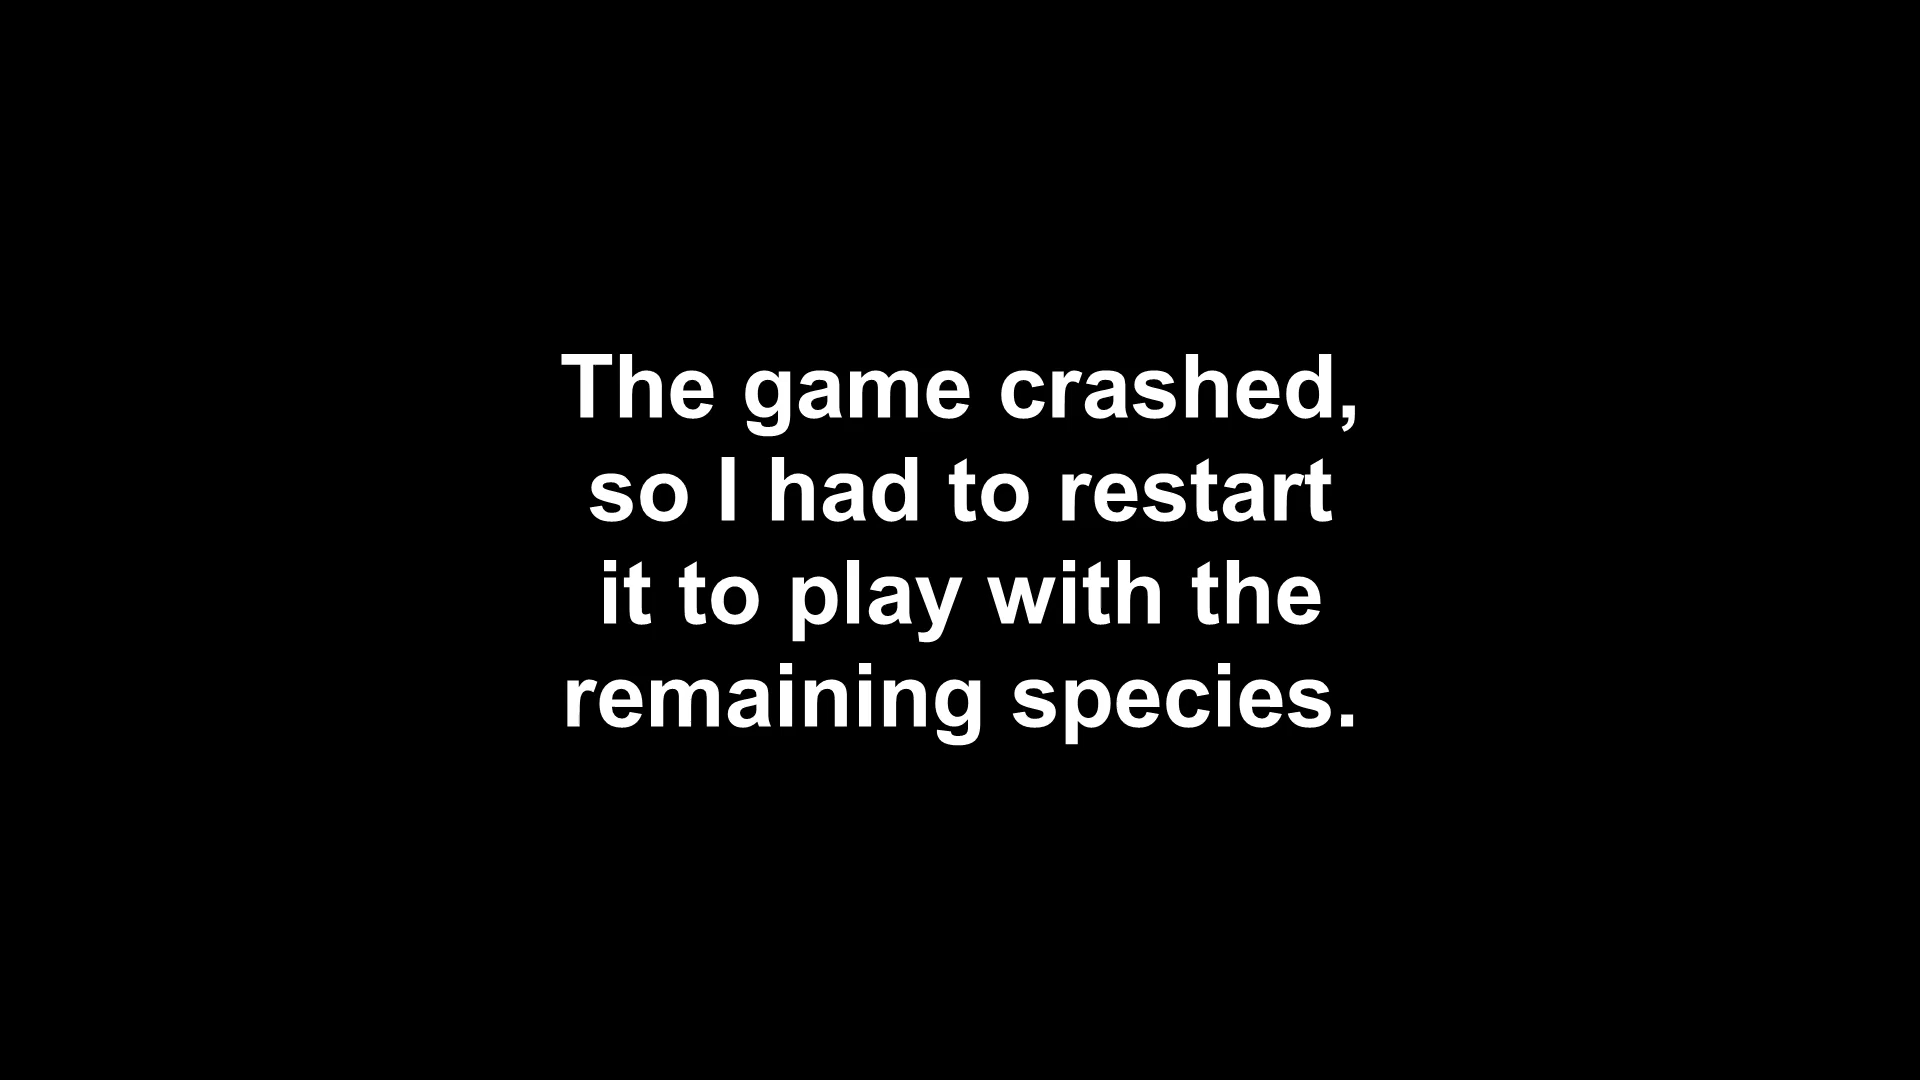 The game crashed,
so I had to restart
it to play with the
remaining species.